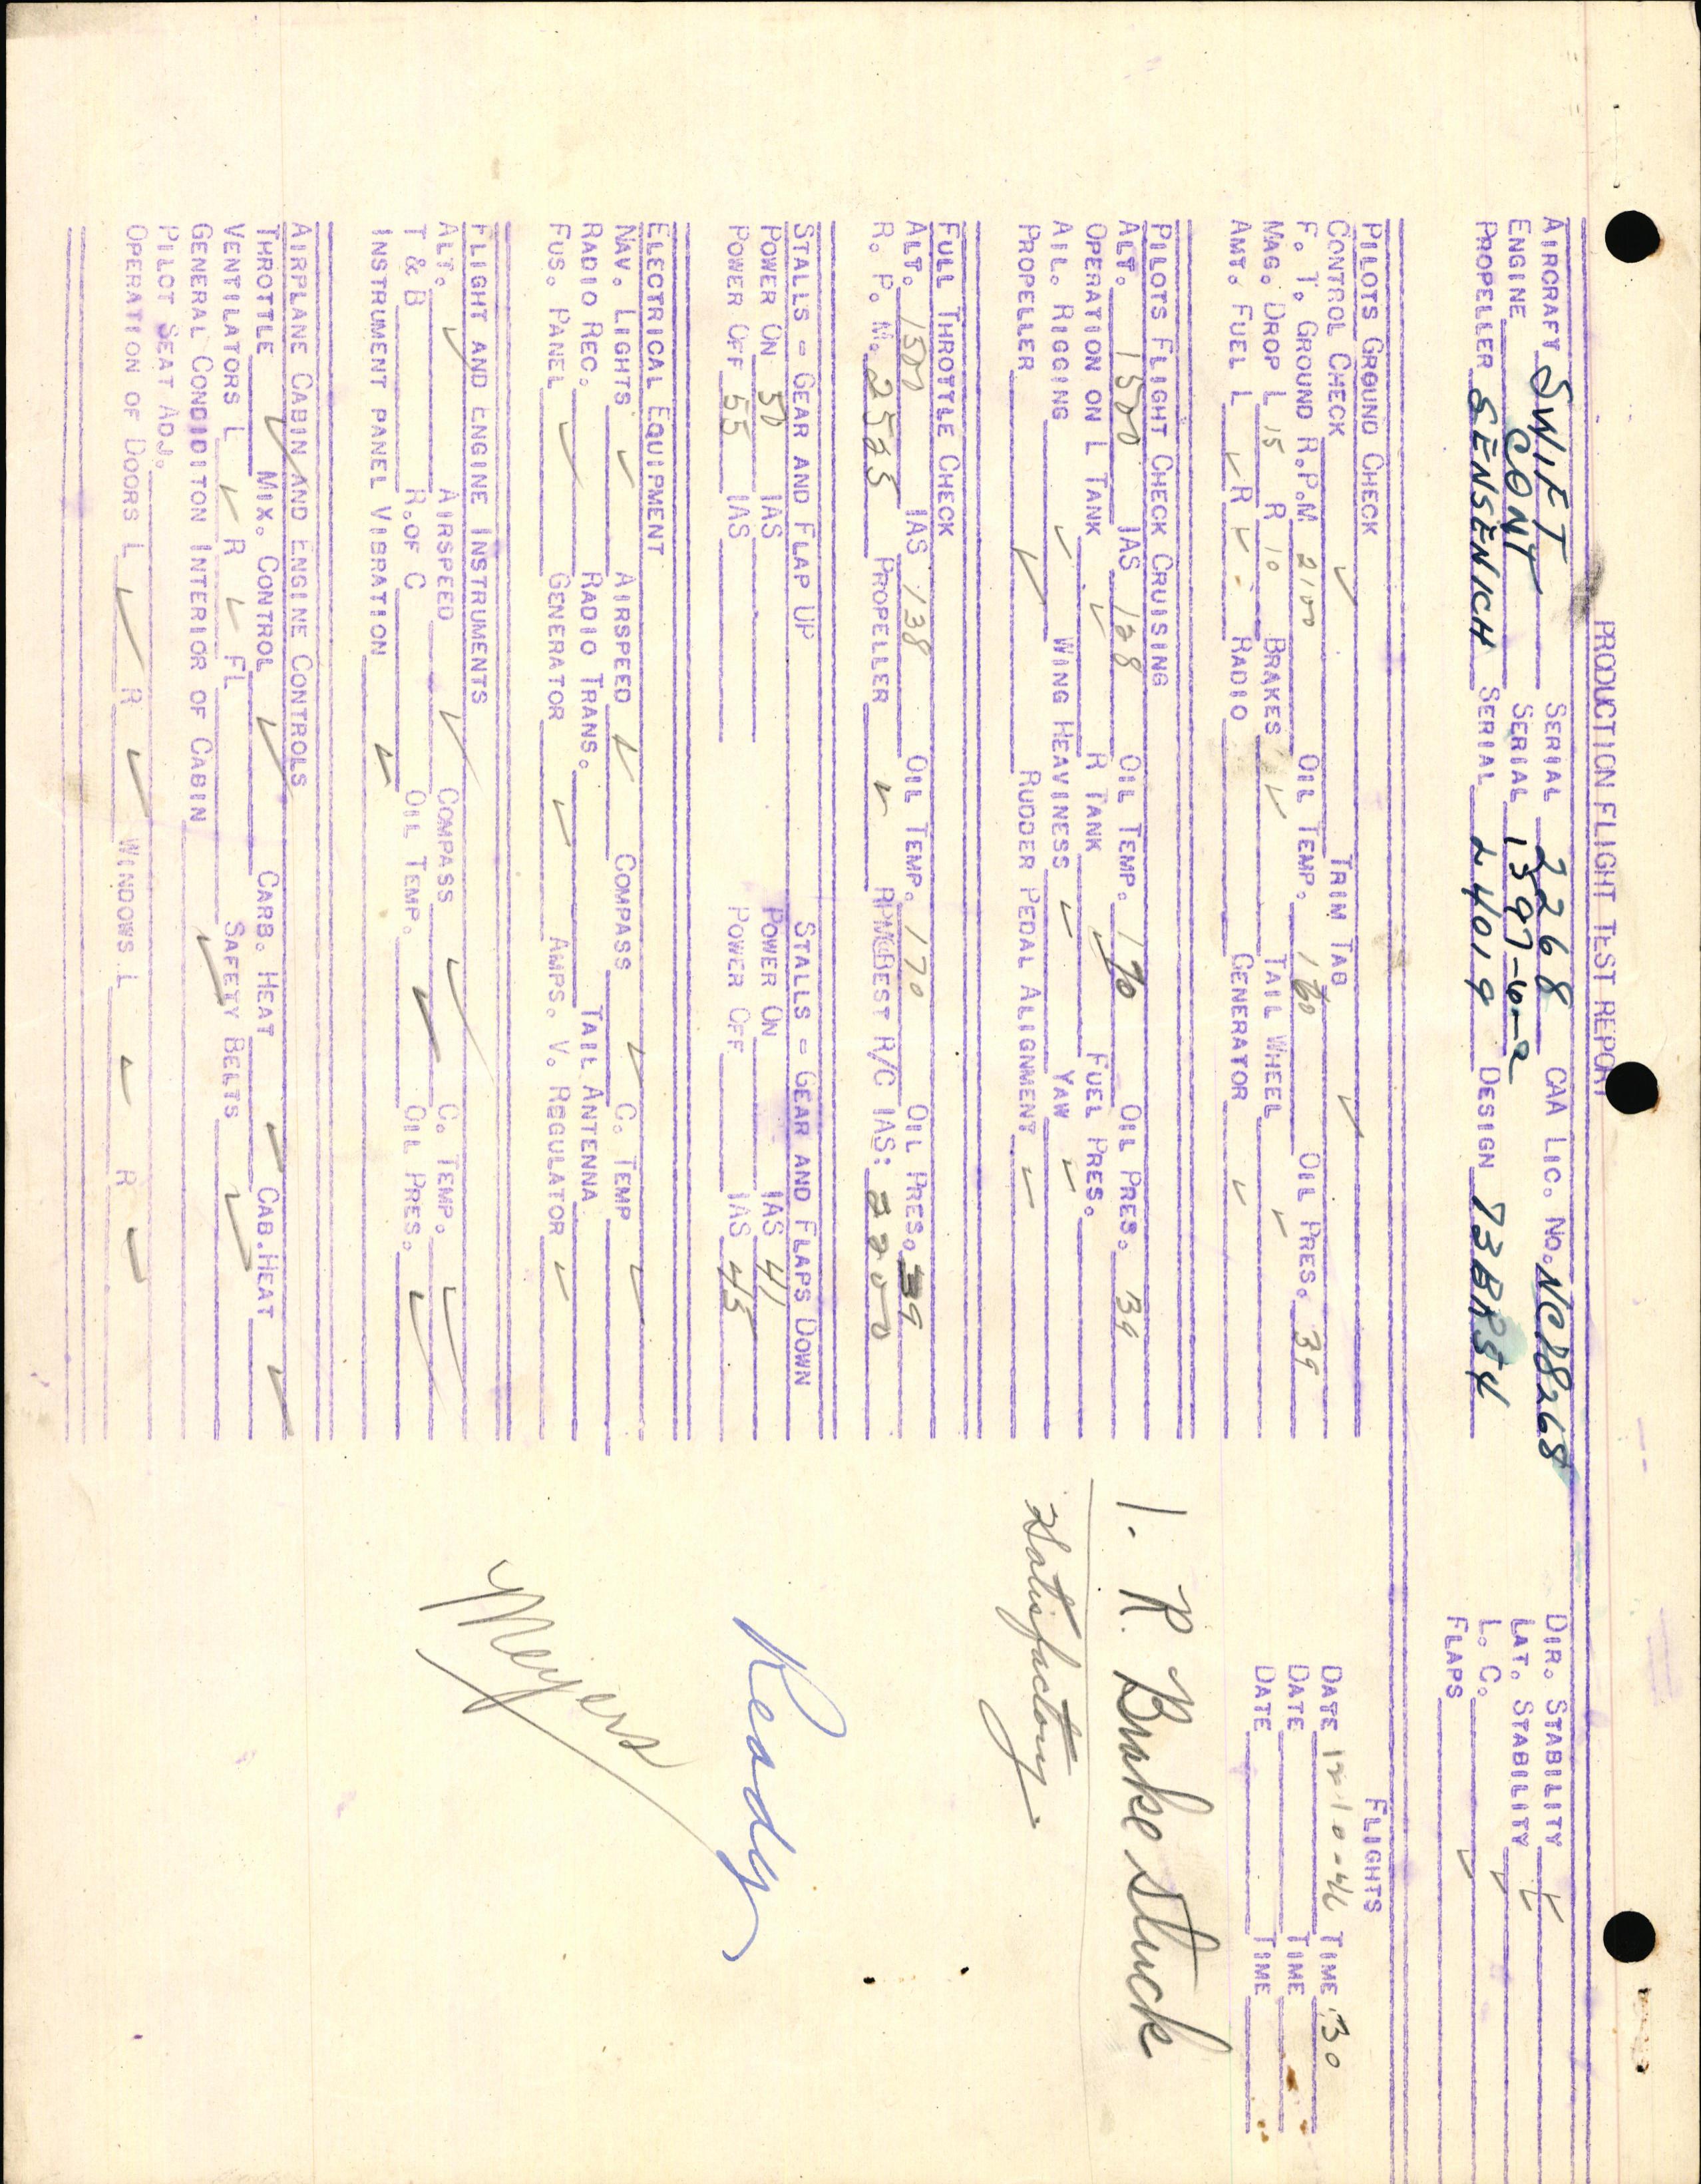 PRODUCTION FLIGHT TEST REPORT
AIRCRAFT SWIFT SERIAL 2268 CAA LIC. NO. NC78268 DIR. STABILITY ✓
ENGINE CONT SERIAL 1397-6-2 LAT. STABILITY ✓
PROPELLER SENSENICH SERIAL 24019 DESIGN L. C. ✓
FLAPS ✓
PILOTS GROUND CHECK FLIGHTS
CONTROL CHECK ✓ TRIM TAB ✓ DATE 12-10-46 TIME :30
F. T. GROUND R.P.M 2100 OIL TEMP. 160 OIL PRES. 39 DATE TIME
MAG. DROP L 15 R 10 BRAKES ✓ TAIL WHEEL ✓ DATE TIME
AMT. FUEL L ✓ R ✓ RADIO GENERATOR ✓
PILOTS FLIGHT CHECK CRUISING
ALT. 1500 IAS 128 OIL TEMP. 170 OIL PRES. 39
OPERATION ON L TANK ✓ R TANK ✓ FUEL PRES.
AIL. RIGGING ✓ WING HEAVINESS ✓ YAW ✓
PROPELLER ✓ RUDDER PEDAL ALIGNMENT ✓
1. R Brake Stuck
Satisfactory
FULL THROTTLE CHECK
ALT. 1500 IAS 138 OIL TEMP. 170 OIL PRES. 39
R. P. M. 2525 PROPELLER ✓ RPM@BEST R/C IAS: 2200
STALLS = GEAR AND FLAP UP STALLS = GEAR AND FLAPS DOWN
POWER ON 50 IAS POWER ON IAS 41
POWER OFF 55 IAS POWER OFF IAS 45
Ready
ELECTRICAL EQUIPMENT
NAV. LIGHTS ✓ AIRSPEED ✓ COMPASS ✓ C. TEMP ✓
RADIO REC. RADIO TRANS. TAIL ANTENNA
FUS. PANEL ✓ GENERATOR ✓ AMPS. V. REGULATOR ✓
Meyers
FLIGHT AND ENGINE INSTRUMENTS
ALT. ✓ AIRSPEED ✓ COMPASS ✓ C. TEMP. ✓
T & B R.OF C OIL TEMP. ✓ OIL PRES. ✓
INSTRUMENT PANEL VIBRATION ✓
AIRPLANE CABIN AND ENGINE CONTROLS
THROTTLE ✓ MIX. CONTROL ✓ CARB. HEAT ✓ CAB.HEAT ✓
VENTILATORS L ✓ R ✓ FL SAFETY BELTS ✓
GENERAL CONDIITON INTERIOR OF CABIN ✓
PILOT SEAT ADJ.
OPERATION OF DOORS L ✓ R ✓ WINDOWS L ✓ R ✓